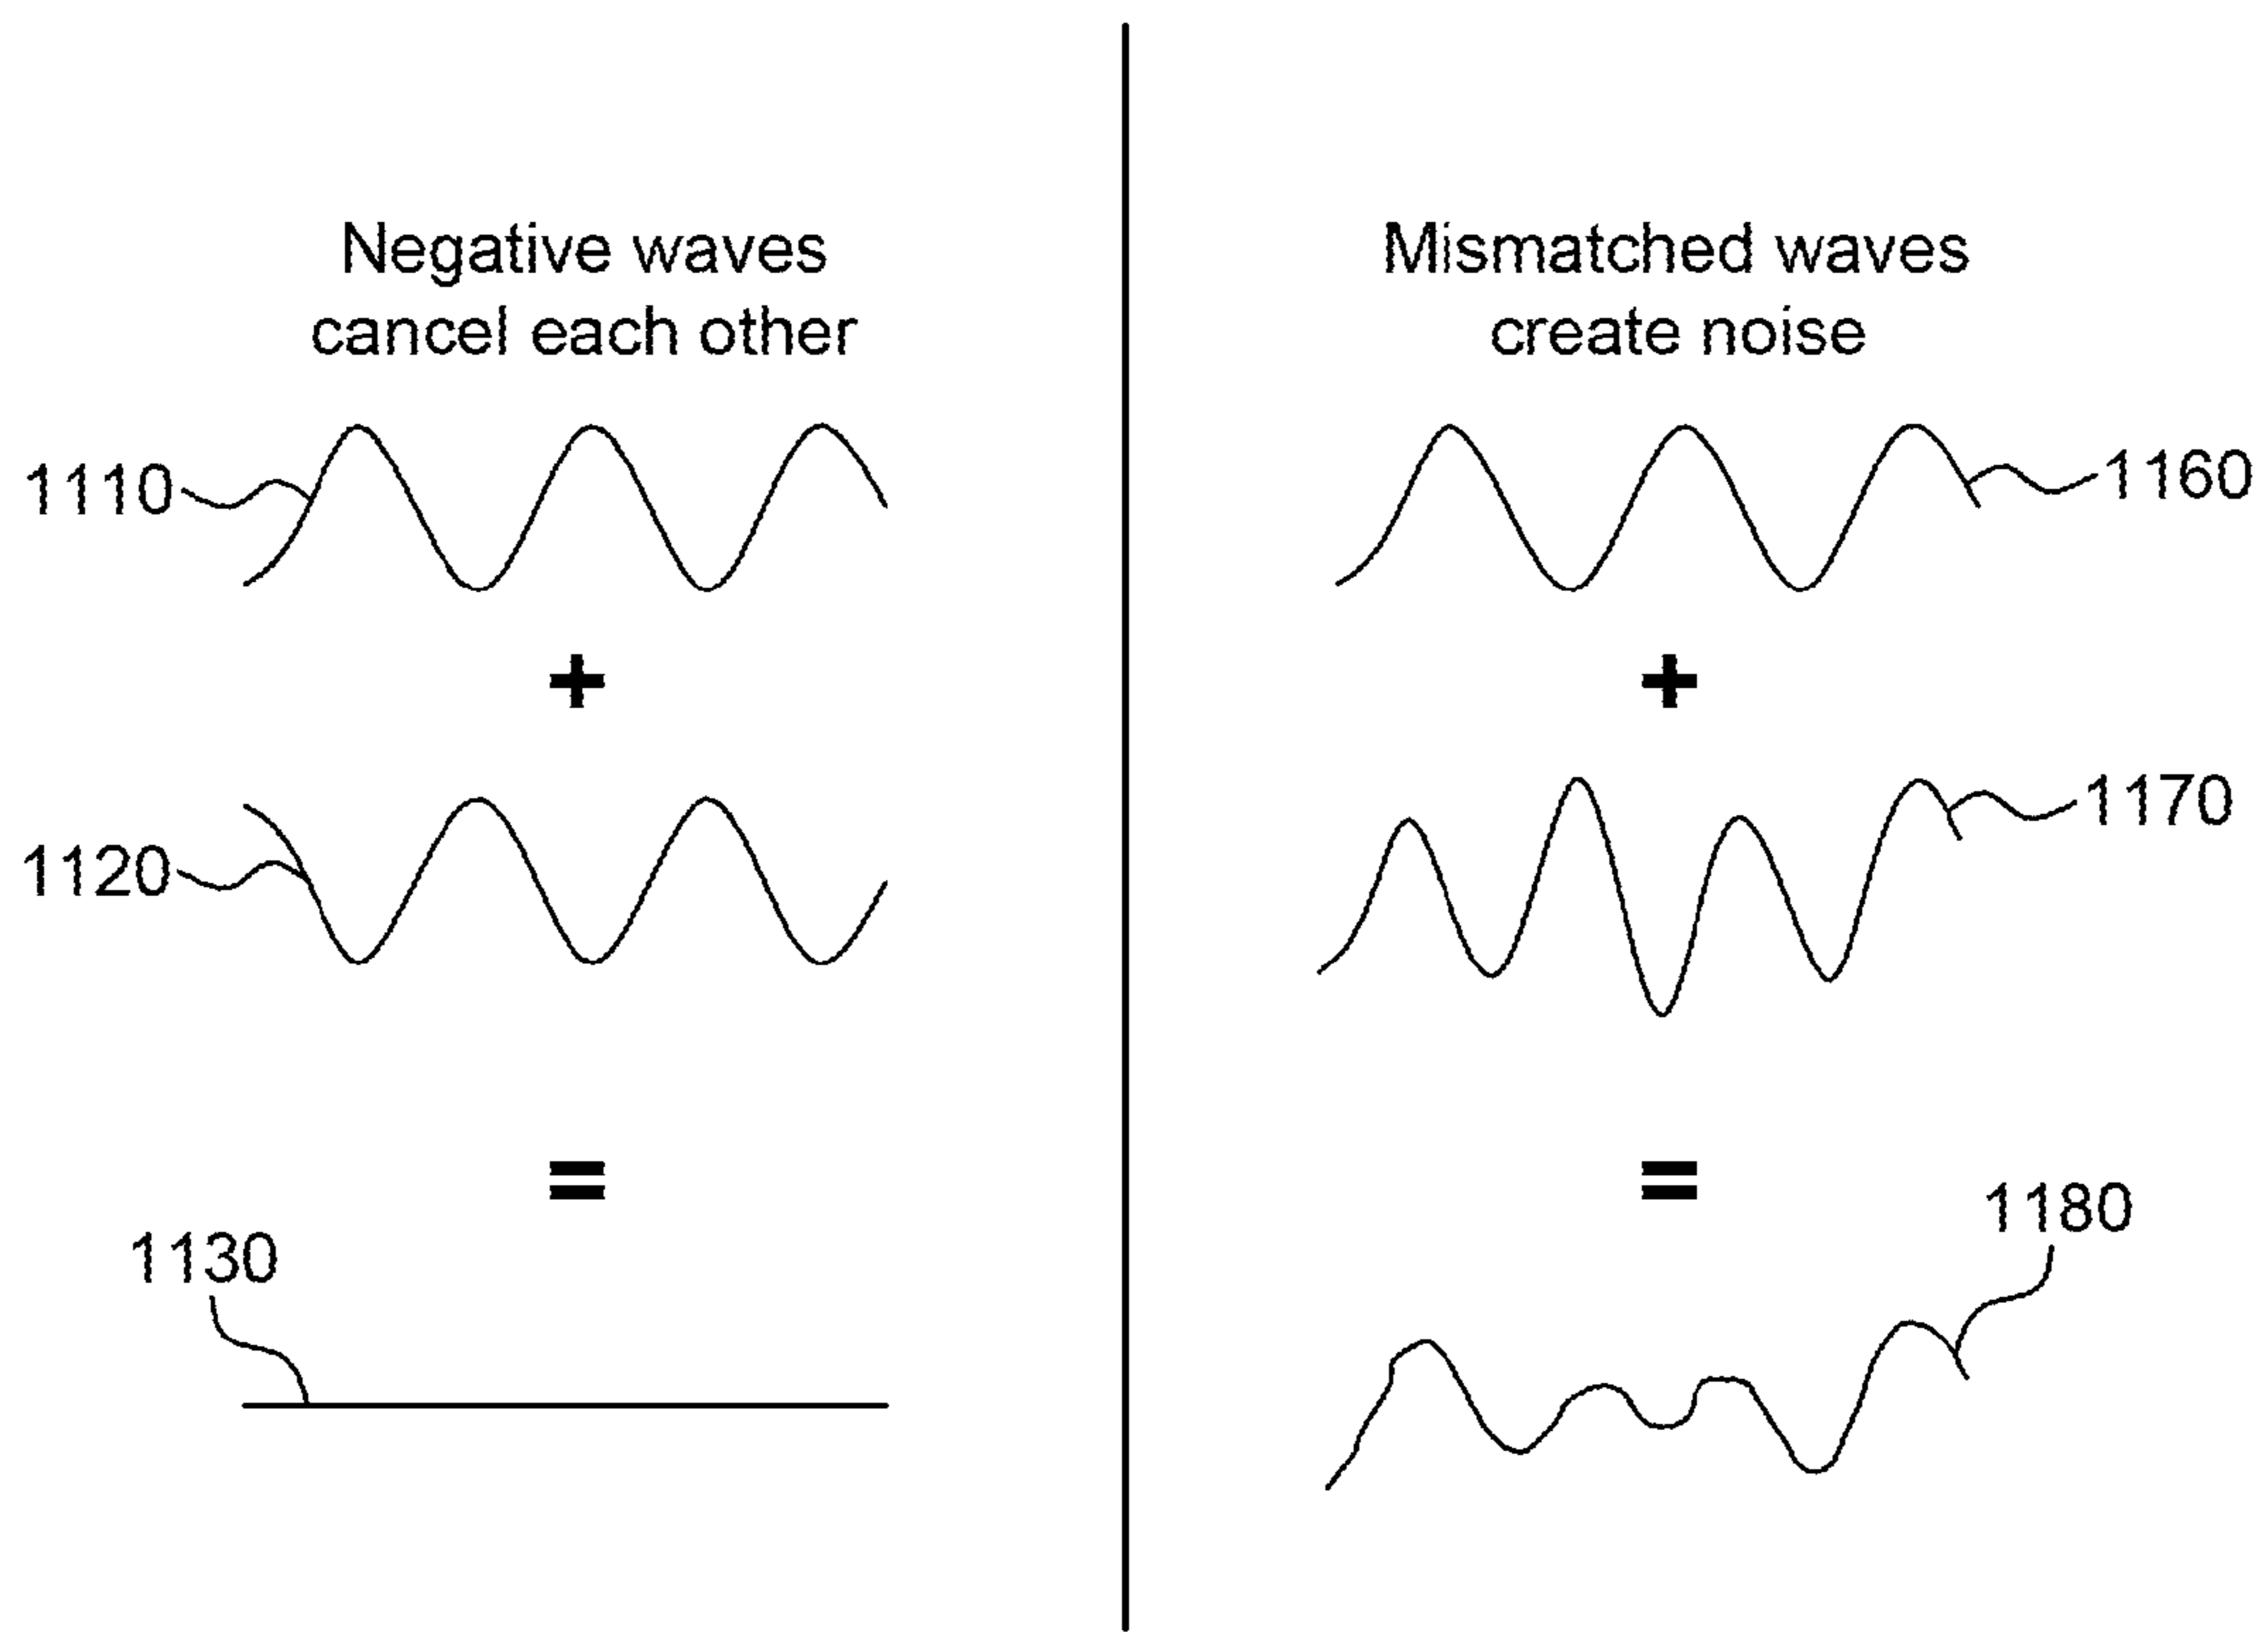 Negative waves
cancel each other
1110
+
1120
=
1130
Mismatched waves
create noise
1160
+
1170
=
1180